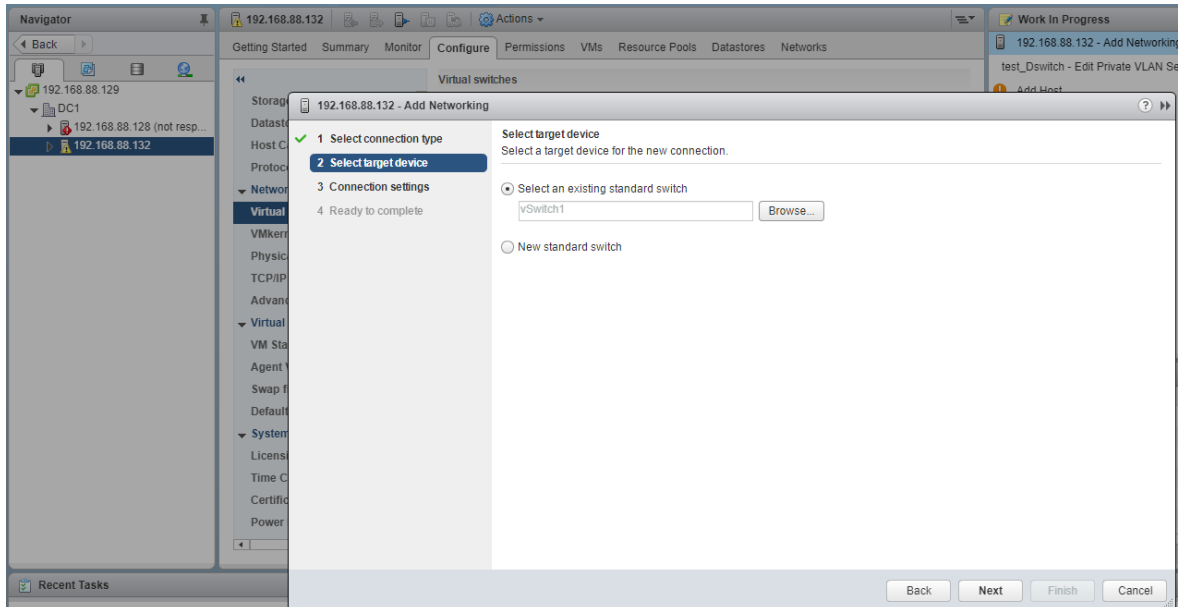 Navigator
Back
192.168.88.129
DC1
192.168.88.128 (not resp...
192.168.88.132
Recent Tasks
192.168.88.132
Actions
Getting Started Summary Monitor Configure Permissions VMs Resource Pools Datastores Networks
Virtual switches
Storag
Datast
Host C
Protoc
Networ
Virtual
VMkern
Physic
TCP/IP
Advanc
Virtual
VM Sta
Agent
Swap f
Default
System
Licensi
Time C
Certific
Power
192.168.88.132 - Add Networking
1 Select connection type
2 Select target device
3 Connection settings
4 Ready to complete
Select target device
Select a target device for the new connection.
Select an existing standard switch
vSwitch1
Browse...
New standard switch
Back Next Finish Cancel
Work In Progress
192.168.88.132 - Add Networking
test_Dswitch - Edit Private VLAN Se
Add Host